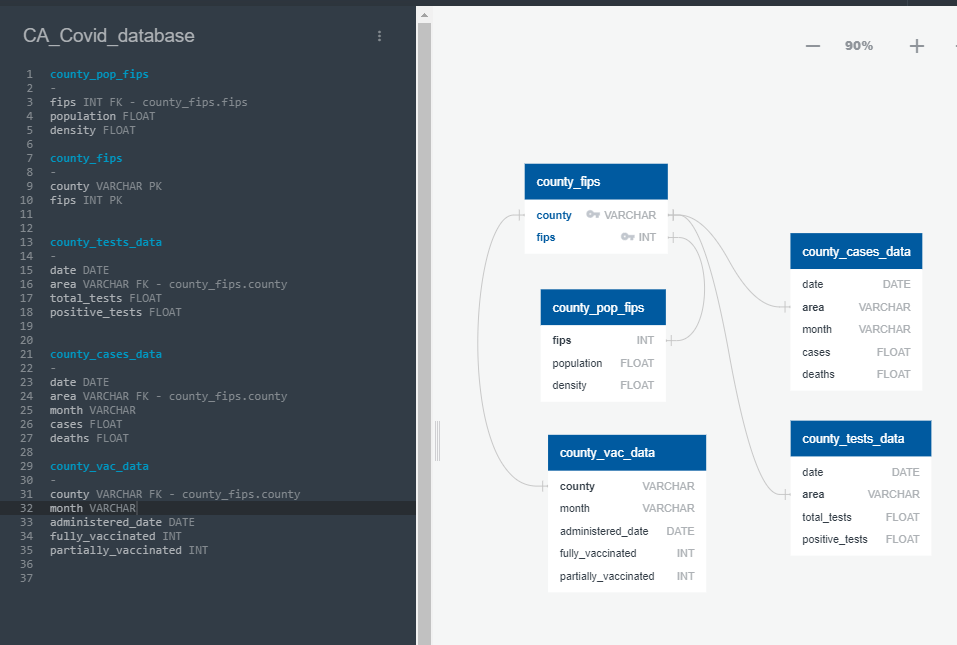 CA_Covid_database
1 county_pop_fips
2 -
3 fips INT FK - county_fips.fips
4 population FLOAT
5 density FLOAT
6
7 county_fips
8 -
9 county VARCHAR PK
10 fips INT PK
11
12
13 county_tests_data
14 -
15 date DATE
16 area VARCHAR FK - county_fips.county
17 total_tests FLOAT
18 positive_tests FLOAT
19
20
21 county_cases_data
22 -
23 date DATE
24 area VARCHAR FK - county_fips.county
25 month VARCHAR
26 cases FLOAT
27 deaths FLOAT
28
29 county_vac_data
30 -
31 county VARCHAR FK - county_fips.county
32 month VARCHAR
33 administered_date DATE
34 fully_vaccinated INT
35 partially_vaccinated INT
36
37
90%
county_fips
county VARCHAR
fips INT
county_pop_fips
fips INT
population FLOAT
density FLOAT
county_vac_data
county VARCHAR
month VARCHAR
administered_date DATE
fully_vaccinated INT
partially_vaccinated INT
county_cases_data
date DATE
area VARCHAR
month VARCHAR
cases FLOAT
deaths FLOAT
county_tests_data
date DATE
area VARCHAR
total_tests FLOAT
positive_tests FLOAT